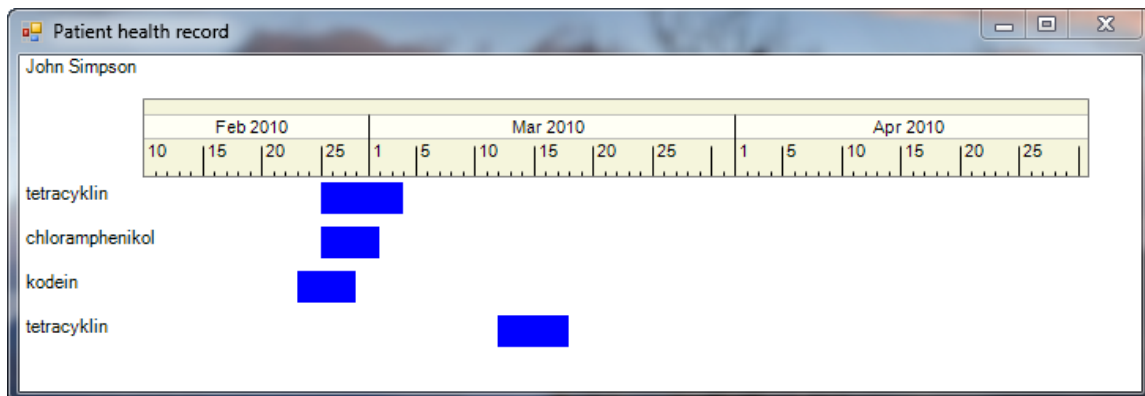 Patient health record
John Simpson
Feb 2010 Mar 2010 Apr 2010
10 15 20 25 1 5 10 15 20 25 1 5 10 15 20 25
tetracyklin
chloramphenikol
kodein
tetracyklin